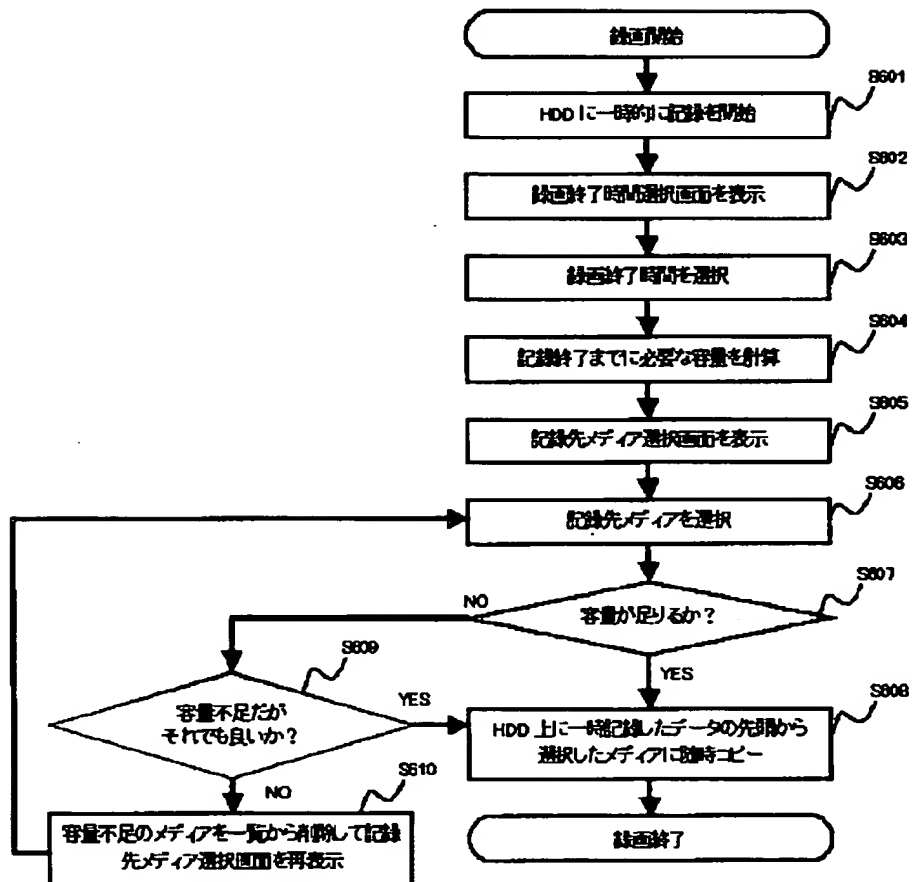 録画開始
S601
HDDに一時的に記録を開始
S602
録画終了時間選択画面を表示
S603
録画終了時間を選択
S604
記録終了までに必要な容量を計算
S605
記録先メディア選択画面を表示
S606
記録先メディアを選択
S607
容量が足りるか?
NO
YES
S609
容量不足だが
それでも良いか?
YES
NO
S608
HDD上に一時記録したデータの先頭から
選択したメディアに随時コピー
S610
容量不足のメディアを一覧から削除して記録
先メディア選択画面を再表示
録画終了